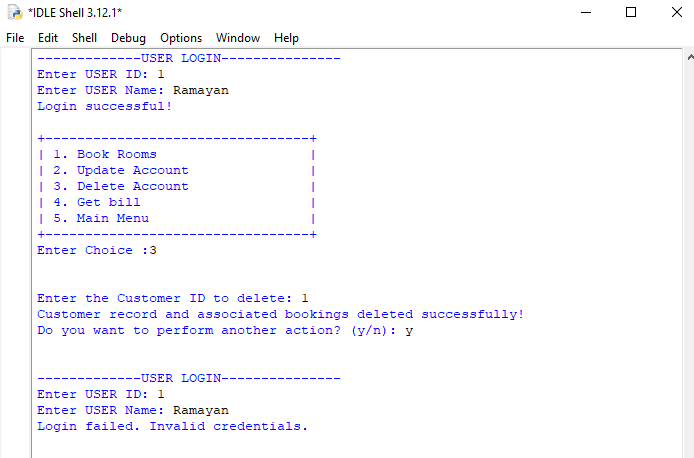 *IDLE Shell 3.12.1*
File Edit Shell Debug Options Window Help
-------------USER LOGIN---------------
Enter USER ID: 1
Enter USER Name: Ramayan
Login successful!
+---------------------------------+
| 1. Book Rooms                   |
| 2. Update Account               |
| 3. Delete Account               |
| 4. Get bill                     |
| 5. Main Menu                    |
+---------------------------------+
Enter Choice :3
Enter the Customer ID to delete: 1
Customer record and associated bookings deleted successfully!
Do you want to perform another action? (y/n): y
-------------USER LOGIN---------------
Enter USER ID: 1
Enter USER Name: Ramayan
Login failed. Invalid credentials.